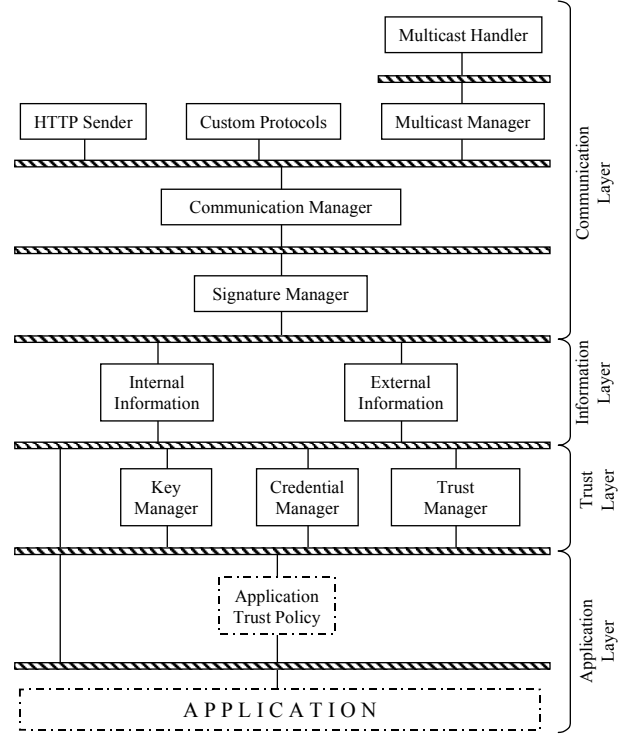 Multicast Handler
HTTP Sender
Custom Protocols
Multicast Manager
Communication Manager
Signature Manager
Communication
Layer
Internal
Information
External
Information
Information
Layer
Key
Manager
Credential
Manager
Trust
Manager
Trust
Layer
Application
Trust Policy
Application
Layer
APPLICATION